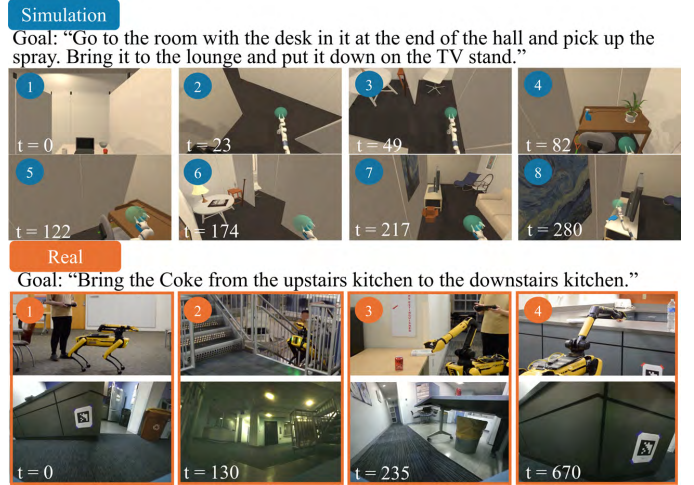 Simulation
Goal: “Go to the room with the desk in it at the end of the hall and pick up the
spray. Bring it to the lounge and put it down on the TV stand.”
1
2
3
4
t = 0
t = 23
t = 49
t = 82
5
6
7
8
t = 122
t = 174
t = 217
t = 280
Real
Goal: “Bring the Coke from the upstairs kitchen to the downstairs kitchen.”
1
2
3
4
t = 0
t = 130
t = 235
t = 670